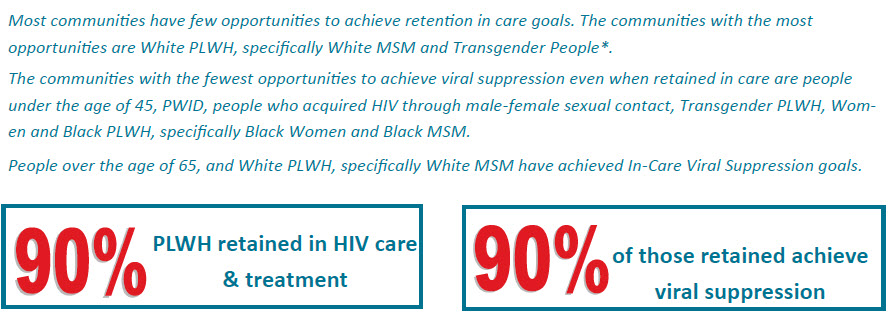 Most communities have few opportunities to achieve retention in care goals. The communities with the most
opportunities are White PLWH, specifically White MSM and Transgender People*.
The communities with the fewest opportunities to achieve viral suppression even when retained in care are people
under the age of 45, PWID, people who acquired HIV through male-female sexual contact, Transgender PLWH, Wom-
en and Black PLWH, specifically Black Women and Black MSM.
People over the age of 65, and White PLWH, specifically White MSM have achieved In-Care Viral Suppression goals.
90% PLWH retained in HIV care
& treatment
90% of those retained achieve
viral suppression